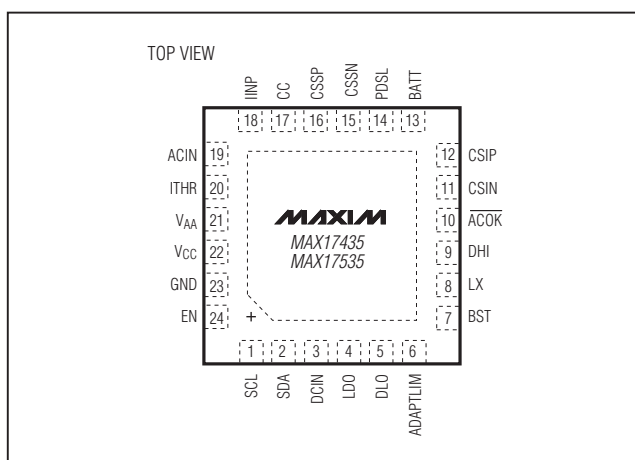 TOP VIEW
IINP
CC
CSSP
CSSN
PDSL
BATT
18 17 16 15 14 13
ACIN 19
ITHR 20
VAA 21
VCC 22
GND 23
EN 24
12 CSIP
11 CSIN
10 ACOK
9 DHI
8 LX
7 BST
MAXIM
MAX17435
MAX17535
+
1 2 3 4 5 6
SCL
SDA
DCIN
LDO
DLO
ADAPTLIM